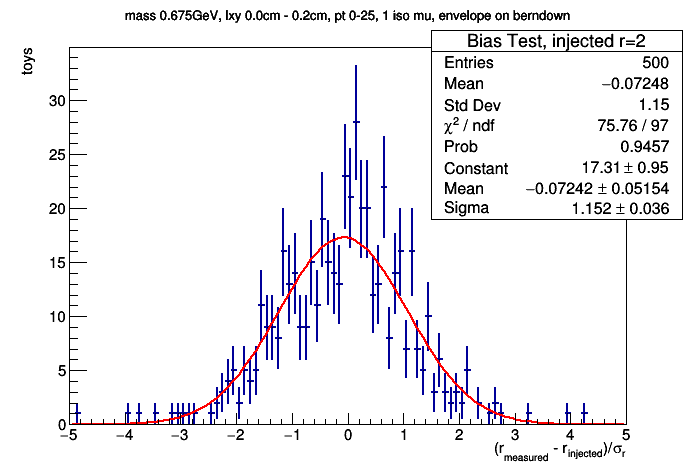 mass 0.675GeV, lxy 0.0cm - 0.2cm, pt 0-25, 1 iso mu, envelope on berndown
Bias Test, injected r=2
Entries 500
Mean −0.07248
Std Dev 1.15
χ² / ndf 75.76 / 97
Prob 0.9457
Constant 17.31 ± 0.95
Mean −0.07242 ± 0.05154
Sigma 1.152 ± 0.036
toys
30
25
20
15
10
5
0
−5 −4 −3 −2 −1 0 1 2 3 4 5
(r_measured - r_injected)/σ_r